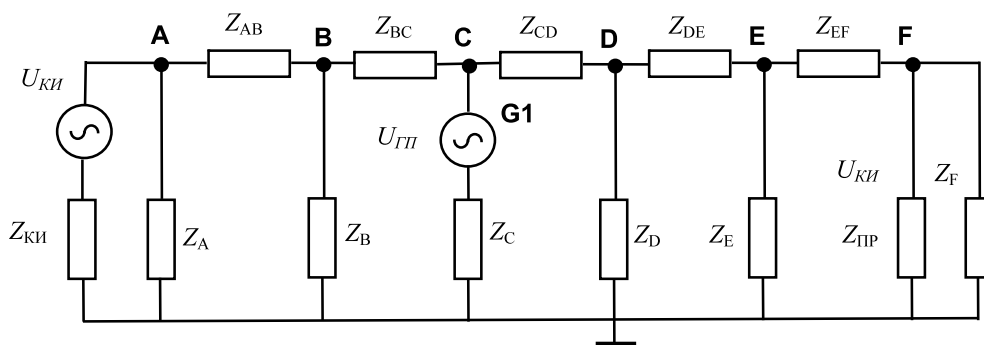 A
Z_AB
B
Z_BC
C
Z_CD
D
Z_DE
E
Z_EF
F
U_КИ
G1
U_ГП
U_КИ
Z_F
Z_КИ
Z_A
Z_B
Z_C
Z_D
Z_E
Z_ПР